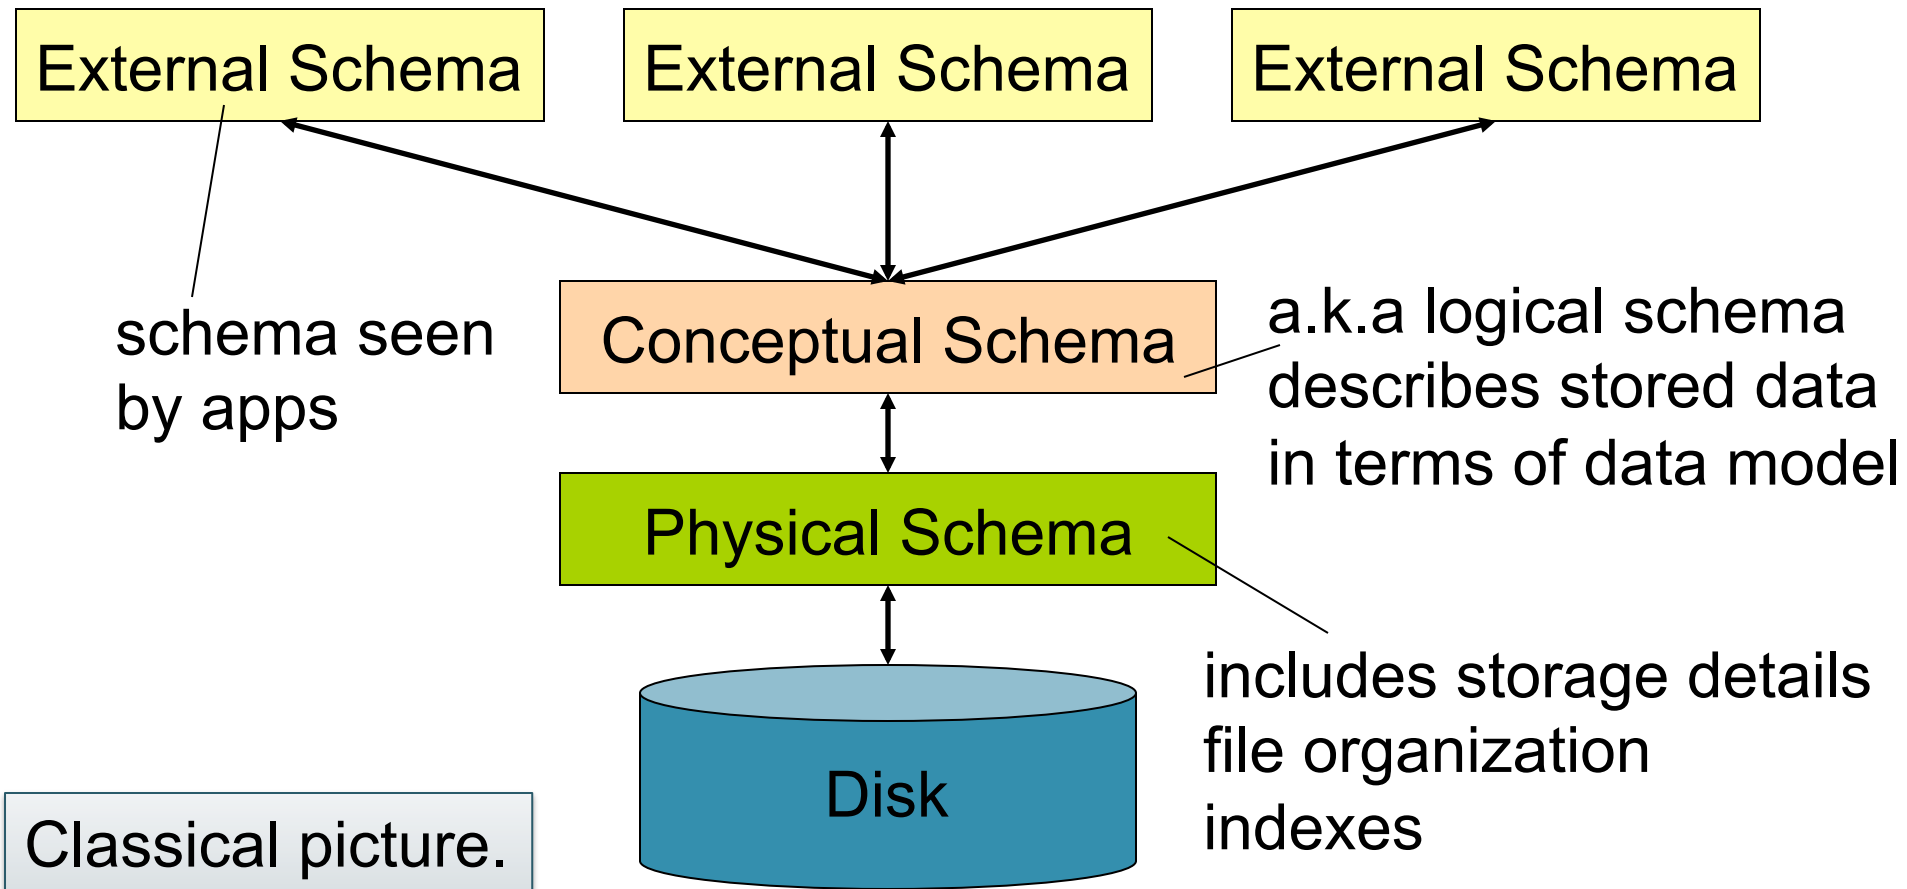 External Schema
External Schema
External Schema
schema seen
by apps
Conceptual Schema
a.k.a logical schema
describes stored data
in terms of data model
Physical Schema
includes storage details
file organization
indexes
Disk
Classical picture.